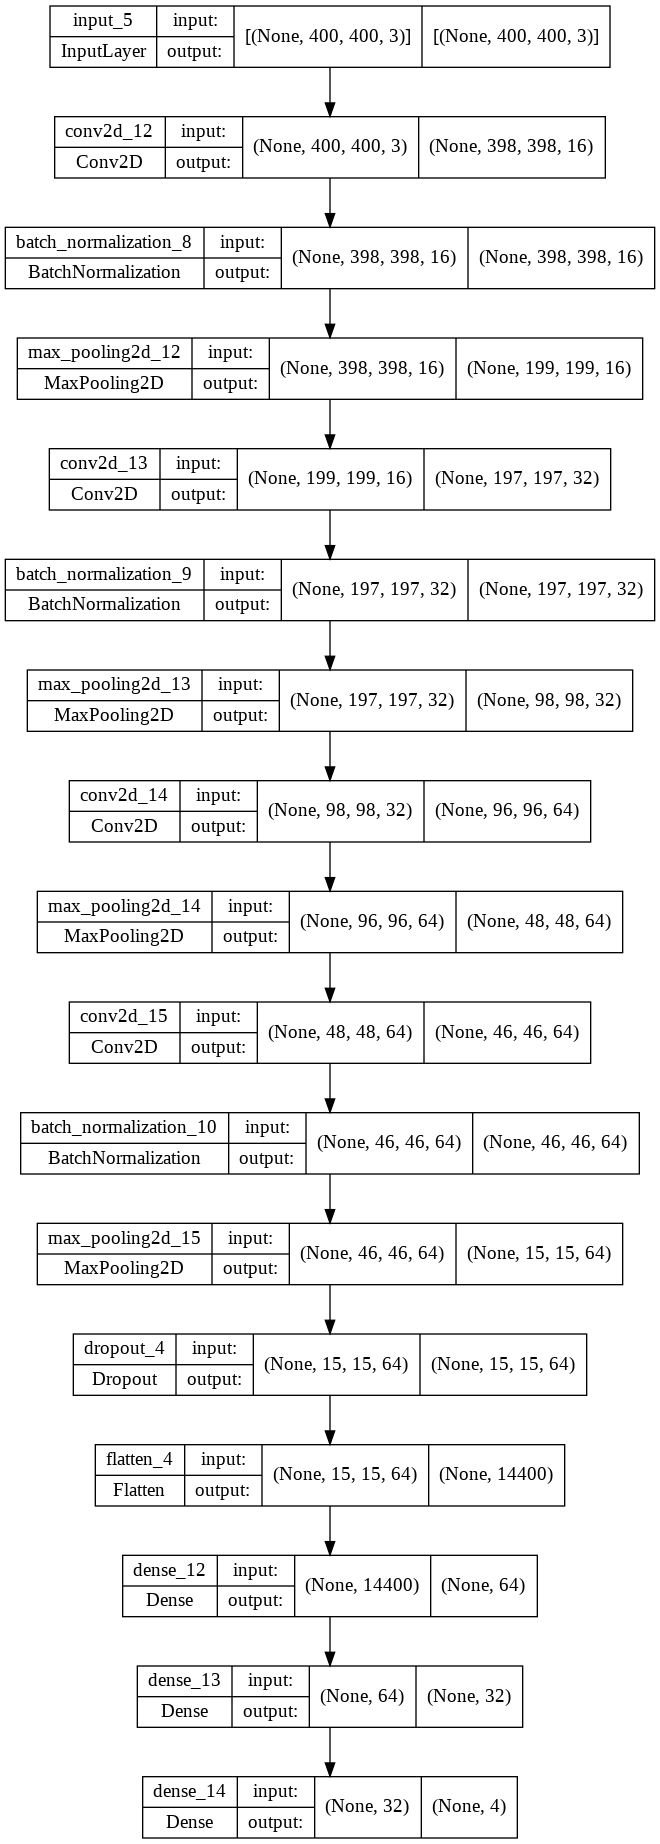 input_5 input: [(None, 400, 400, 3)] [(None, 400, 400, 3)]
InputLayer output:
conv2d_12 input: (None, 400, 400, 3) (None, 398, 398, 16)
Conv2D output:
batch_normalization_8 input: (None, 398, 398, 16) (None, 398, 398, 16)
BatchNormalization output:
max_pooling2d_12 input: (None, 398, 398, 16) (None, 199, 199, 16)
MaxPooling2D output:
conv2d_13 input: (None, 199, 199, 16) (None, 197, 197, 32)
Conv2D output:
batch_normalization_9 input: (None, 197, 197, 32) (None, 197, 197, 32)
BatchNormalization output:
max_pooling2d_13 input: (None, 197, 197, 32) (None, 98, 98, 32)
MaxPooling2D output:
conv2d_14 input: (None, 98, 98, 32) (None, 96, 96, 64)
Conv2D output:
max_pooling2d_14 input: (None, 96, 96, 64) (None, 48, 48, 64)
MaxPooling2D output:
conv2d_15 input: (None, 48, 48, 64) (None, 46, 46, 64)
Conv2D output:
batch_normalization_10 input: (None, 46, 46, 64) (None, 46, 46, 64)
BatchNormalization output:
max_pooling2d_15 input: (None, 46, 46, 64) (None, 15, 15, 64)
MaxPooling2D output:
dropout_4 input: (None, 15, 15, 64) (None, 15, 15, 64)
Dropout output:
flatten_4 input: (None, 15, 15, 64) (None, 14400)
Flatten output:
dense_12 input: (None, 14400) (None, 64)
Dense output:
dense_13 input: (None, 64) (None, 32)
Dense output:
dense_14 input: (None, 32) (None, 4)
Dense output: